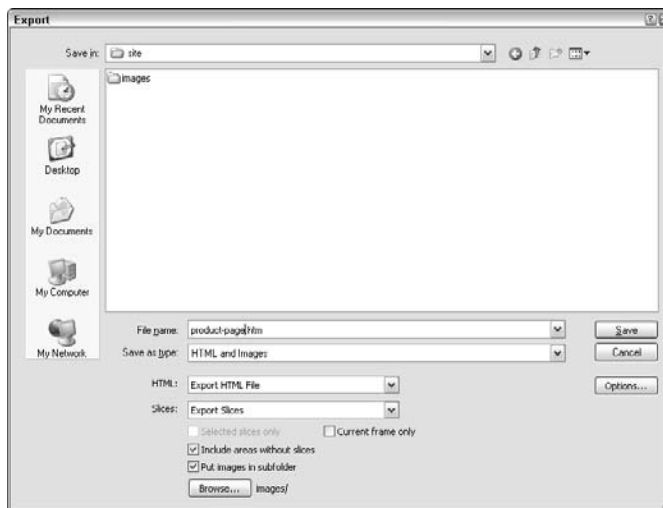 Export
Save in: site
images
My Recent
Documents
Desktop
My Documents
My Computer
My Network
File name: product-page.htm Save
Save as type: HTML and Images Cancel
HTML: Export HTML File Options...
Slices: Export Slices
Selected slices only Current frame only
Include areas without slices
Put images in subfolder
Browse... images/